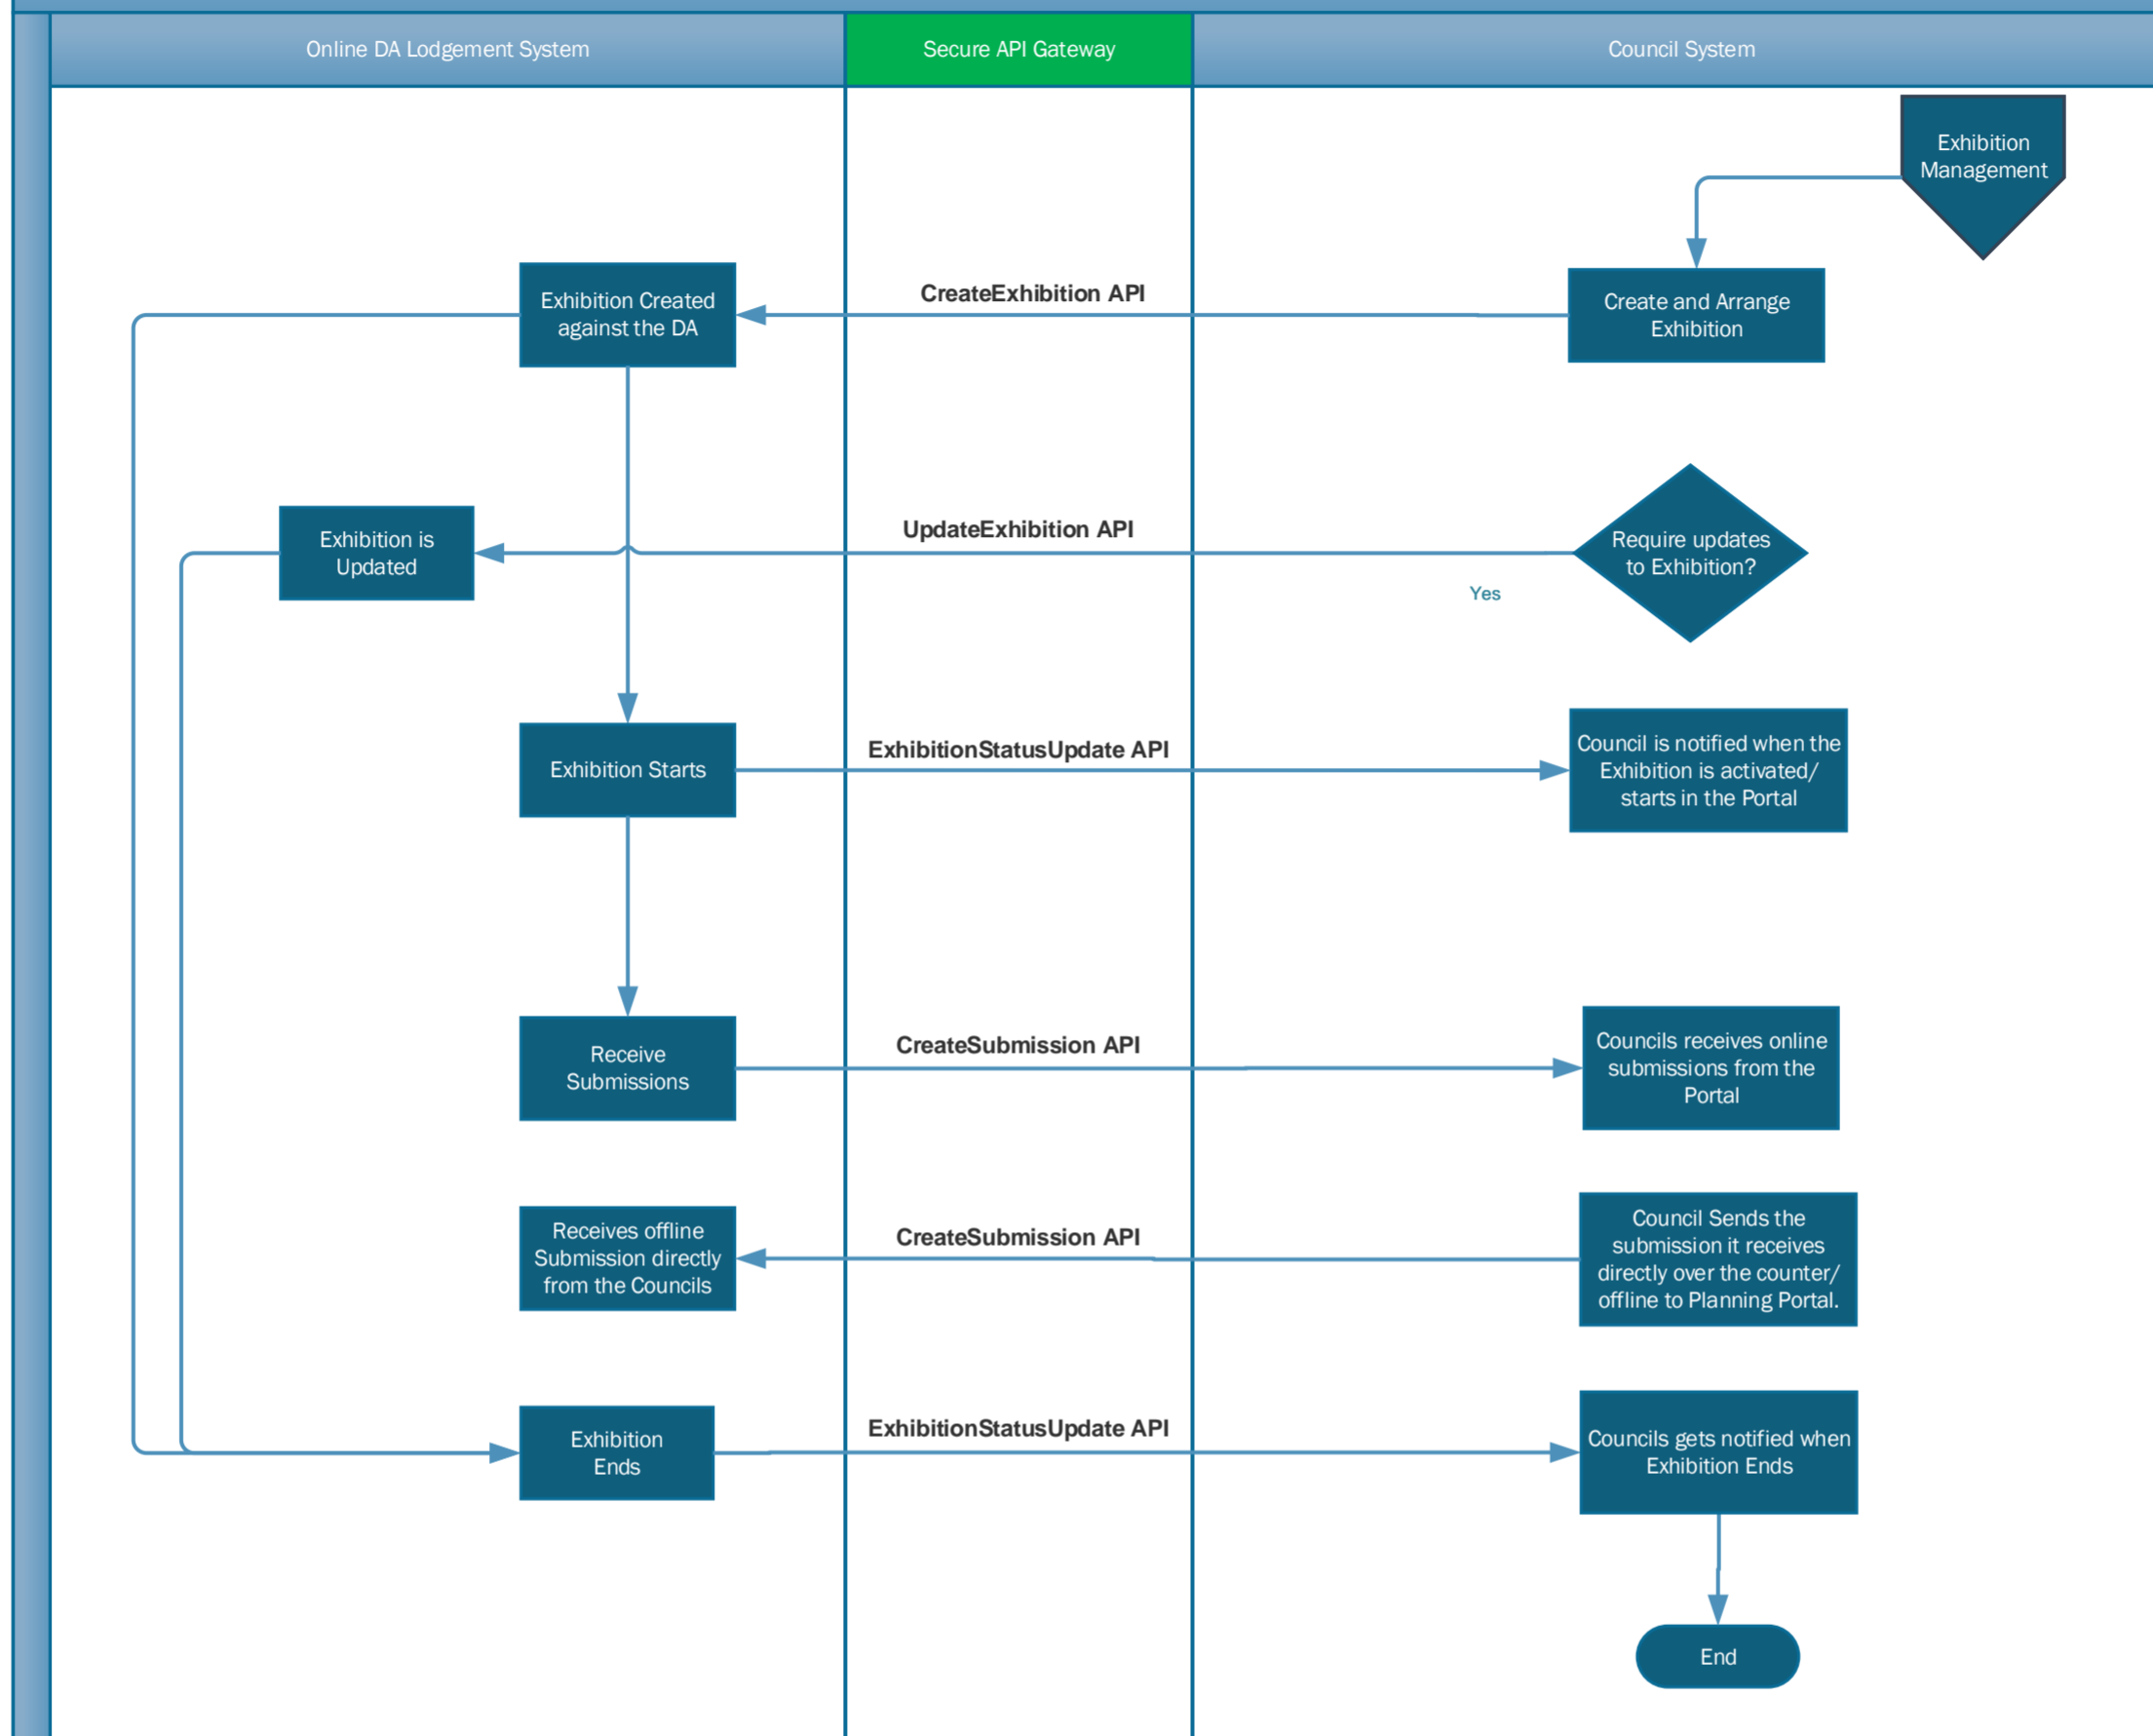 Online DA Lodgement System
Secure API Gateway
Council System
Exhibition
Management
Exhibition Created
against the DA
CreateExhibition API
Create and Arrange
Exhibition
Exhibition is
Updated
UpdateExhibition API
Yes
Require updates
to Exhibition?
Exhibition Starts
ExhibitionStatusUpdate API
Council is notified when the
Exhibition is activated/
starts in the Portal
Receive
Submissions
CreateSubmission API
Councils receives online
submissions from the
Portal
Receives offline
Submission directly
from the Councils
CreateSubmission API
Council Sends the
submission it receives
directly over the counter/
offline to Planning Portal.
Exhibition
Ends
ExhibitionStatusUpdate API
Councils gets notified when
Exhibition Ends
End